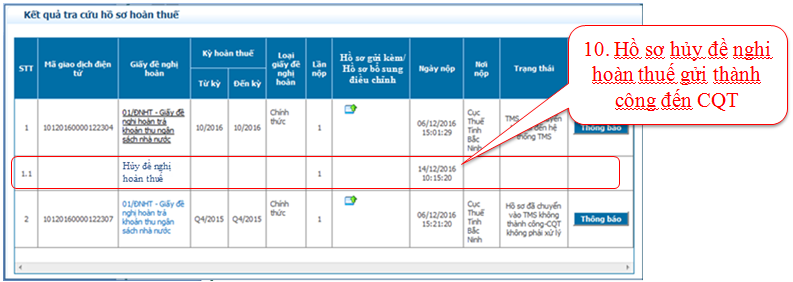 Kết quả tra cứu hồ sơ hoàn thuế
STT
Mã giao dịch điện
tử
Giấy đề nghị
hoàn
Kỳ hoàn thuế
Từ kỳ
Đến kỳ
Loại
giấy đề
nghị
hoàn
Lần
nộp
Hồ sơ gửi kèm/
Hồ sơ bổ sung
điều chỉnh
Ngày nộp
Nơi
nộp
Trạng thái
1
10120160000122304
01/ĐNHT - Giấy đề
nghị hoàn trả
khoản thu ngân
sách nhà nước
10/2016
10/2016
Chính
thức
1
06/12/2016
15:01:29
Cục
Thuế
Tỉnh
Bắc
Ninh
TMS
đến hệ
thống TMS
Thông báo
1.1
Hủy đề nghị
hoàn thuế
1
14/12/2016
10:15:20
2
10120160000122307
01/ĐNHT - Giấy đề
nghị hoàn trả
khoản thu ngân
sách nhà nước
Q4/2015
Q4/2015
Chính
thức
1
06/12/2016
15:21:20
Cục
Thuế
Tỉnh
Bắc
Ninh
Hồ sơ đã chuyển
vào TMS không
thành công-CQT
không phải xử lý
Thông báo
10. Hồ sơ hủy đề nghị
hoàn thuế gửi thành
công đến CQT